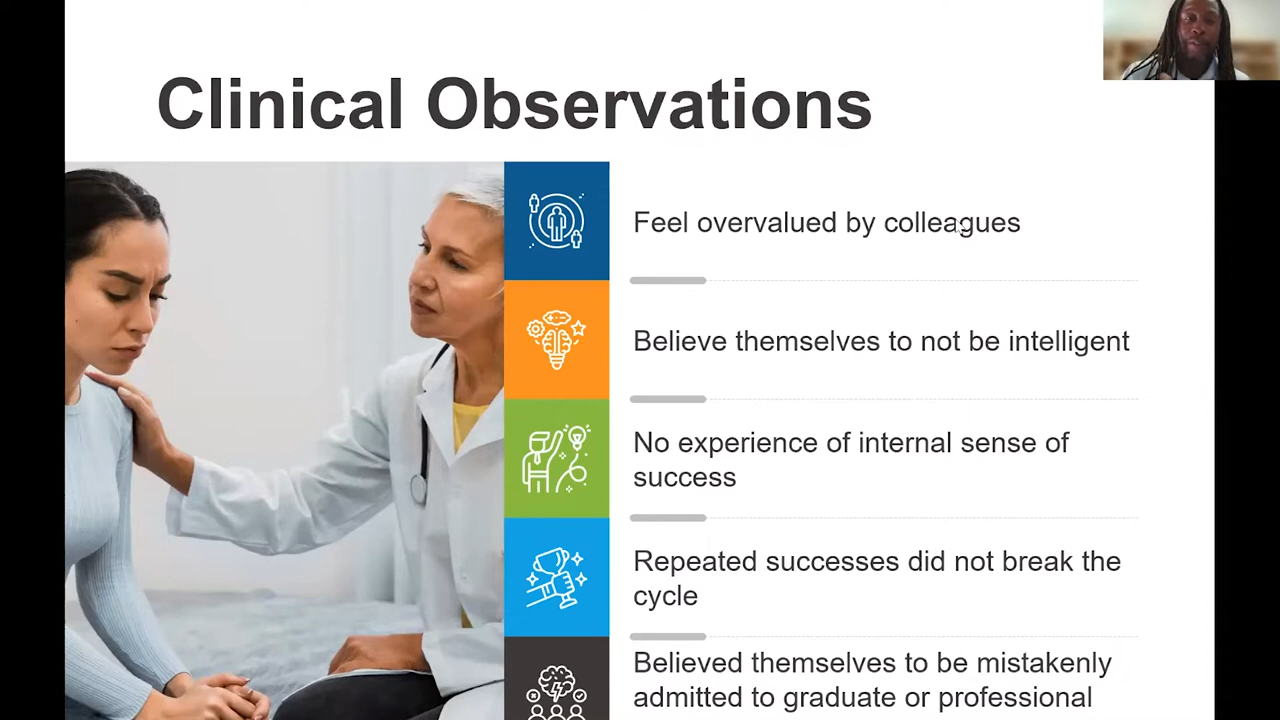 Clinical Observations
Feel overvalued by colleagues
Believe themselves to not be intelligent
No experience of internal sense of
success
Repeated successes did not break the
cycle
Believed themselves to be mistakenly
admitted to graduate or professional